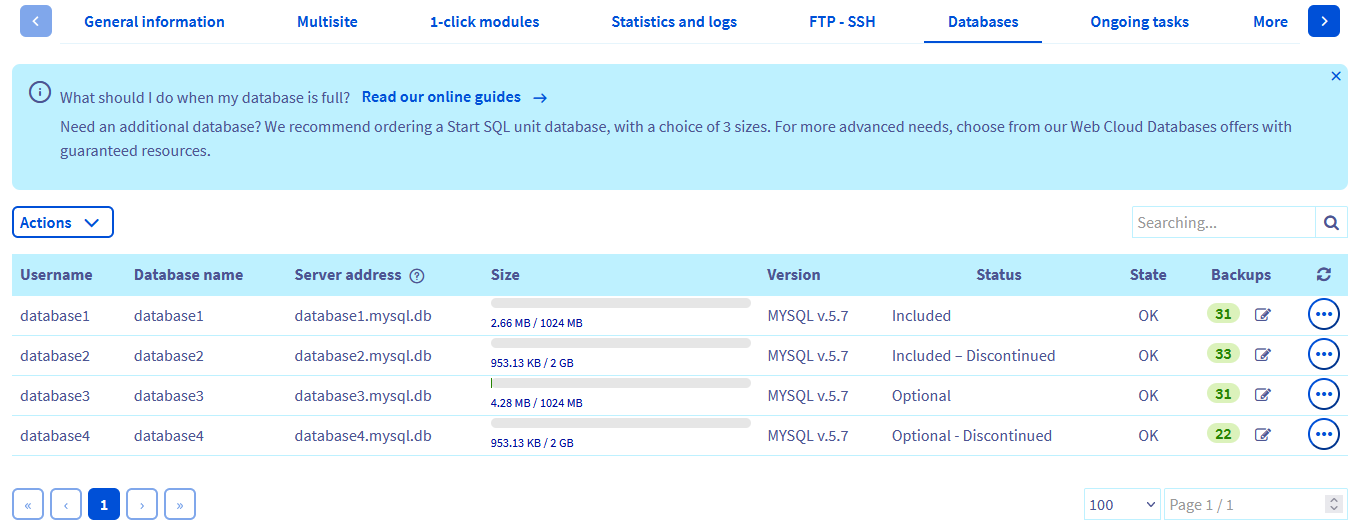 General information Multisite 1-click modules Statistics and logs FTP - SSH Databases Ongoing tasks More
What should I do when my database is full? Read our online guides →
Need an additional database? We recommend ordering a Start SQL unit database, with a choice of 3 sizes. For more advanced needs, choose from our Web Cloud Databases offers with
guaranteed resources.
Actions
Searching...
Username Database name Server address Size Version Status State Backups
database1 database1 database1.mysql.db 2.66 MB / 1024 MB MYSQL v.5.7 Included OK 31
database2 database2 database2.mysql.db 953.13 KB / 2 GB MYSQL v.5.7 Included – Discontinued OK 33
database3 database3 database3.mysql.db 4.28 MB / 1024 MB MYSQL v.5.7 Optional OK 31
database4 database4 database4.mysql.db 953.13 KB / 2 GB MYSQL v.5.7 Optional - Discontinued OK 22
« ‹ 1 › » 100 Page 1 / 1